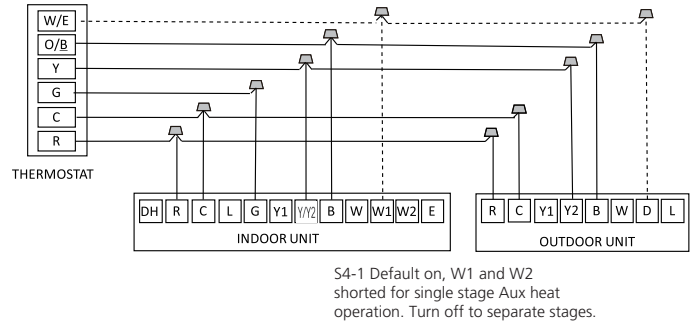 W/E
O/B
Y
G
C
R
THERMOSTAT
DH R C L G Y1 Y/Y2 B W W1 W2 E
INDOOR UNIT
R C Y1 Y2 B W D L
OUTDOOR UNIT
S4-1 Default on, W1 and W2
shorted for single stage Aux heat
operation. Turn off to separate stages.